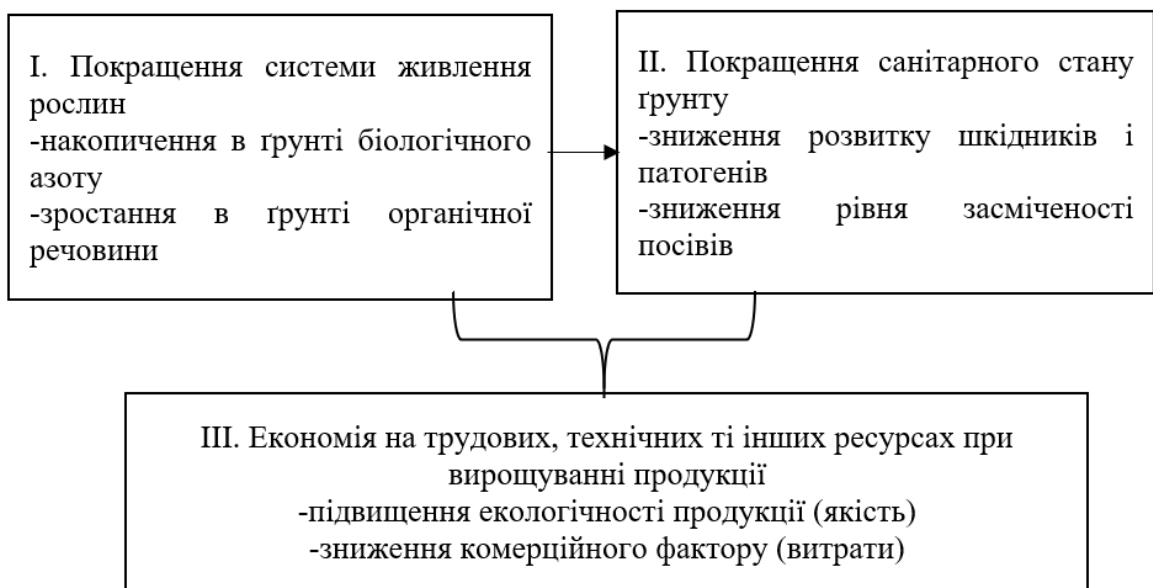 І. Покращення системи живлення
рослин
-накопичення в ґрунті біологічного
азоту
-зростання в ґрунті органічної
речовини
ІІ. Покращення санітарного стану
ґрунту
-зниження розвитку шкідників і
патогенів
-зниження рівня засміченості
посівів
ІІІ. Економія на трудових, технічних ті інших ресурсах при
вирощуванні продукції
-підвищення екологічності продукції (якість)
-зниження комерційного фактору (витрати)